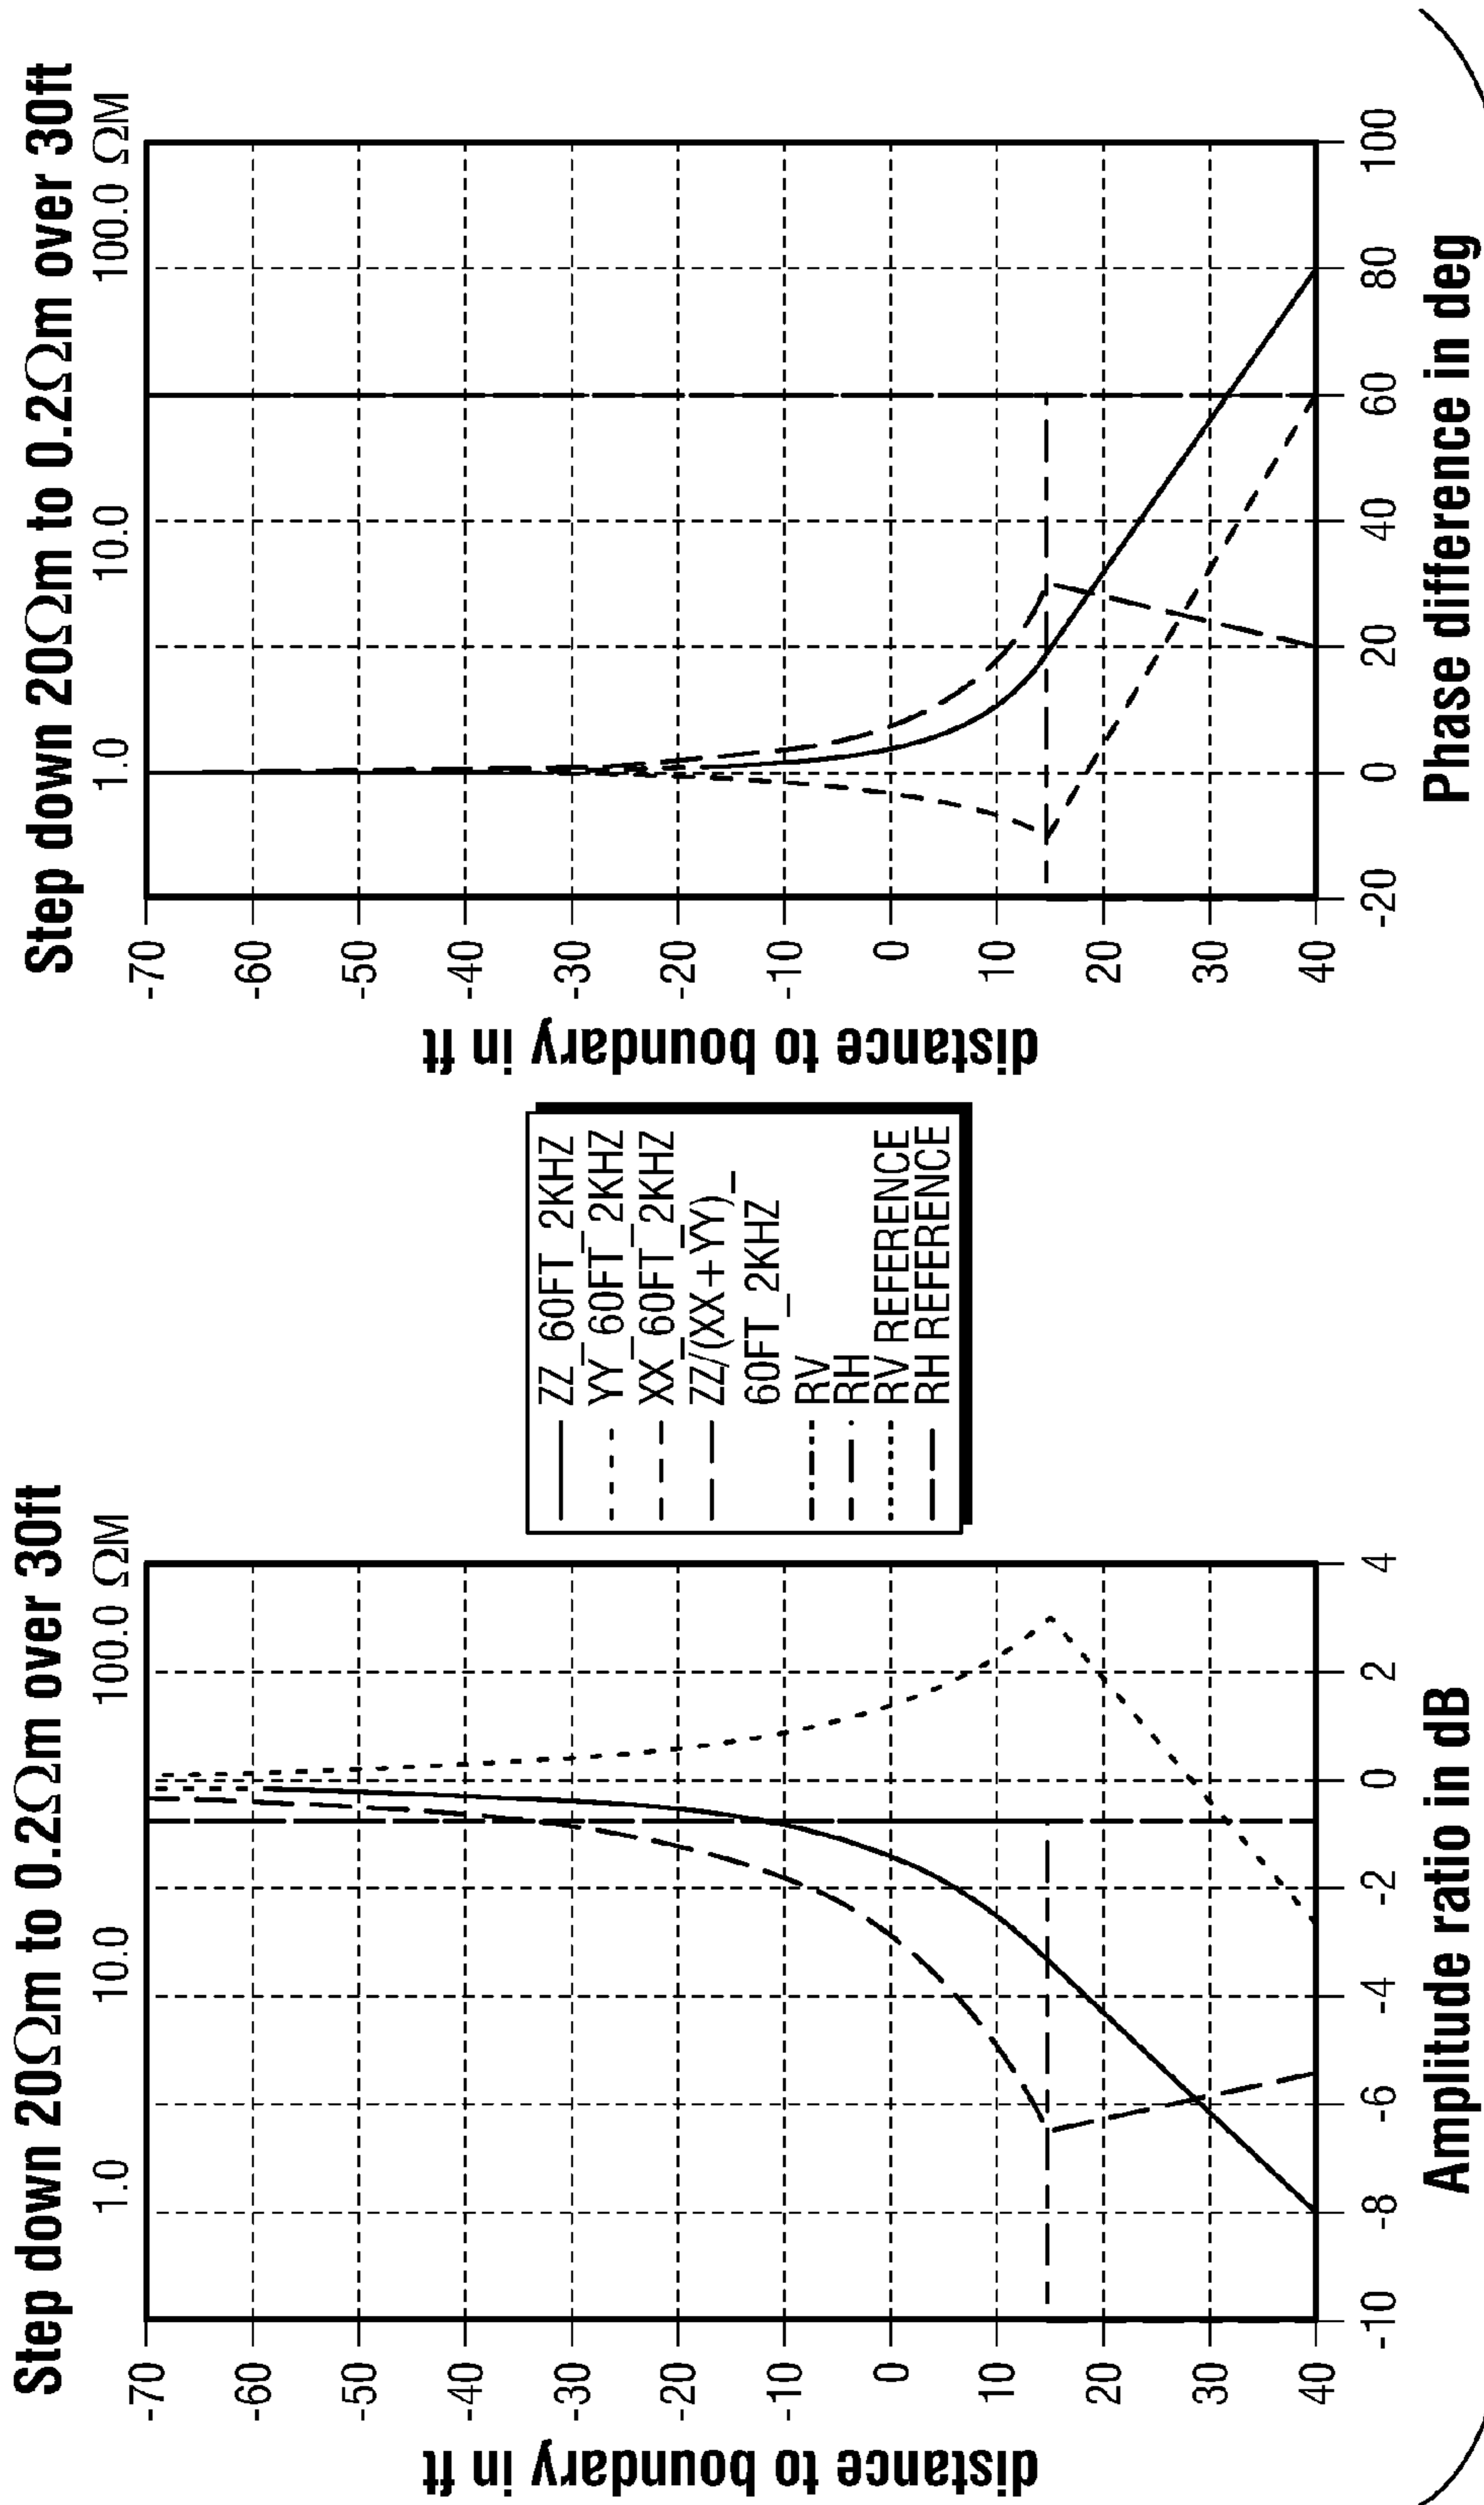 Step down 20Ωm to 0.2Ωm over 30ft
1.0 10.0 100.0 ΩM
distance to boundary in ft
-70
-60
-50
-40
-30
-20
-10
0
10
20
30
40
-10 -8 -6 -4 -2 0 2 4
Amplitude ratio in dB
ZZ_60FT_2KHZ
YY_60FT_2KHZ
XX_60FT_2KHZ
ZZ/(XX+YY)_
60FT_2KHZ
RV
RH
RV REFERENCE
RH REFERENCE
Step down 20Ωm to 0.2Ωm over 30ft
1.0 10.0 100.0 ΩM
distance to boundary in ft
-70
-60
-50
-40
-30
-20
-10
0
10
20
30
40
-20 0 20 40 60 80 100
Phase difference in deg